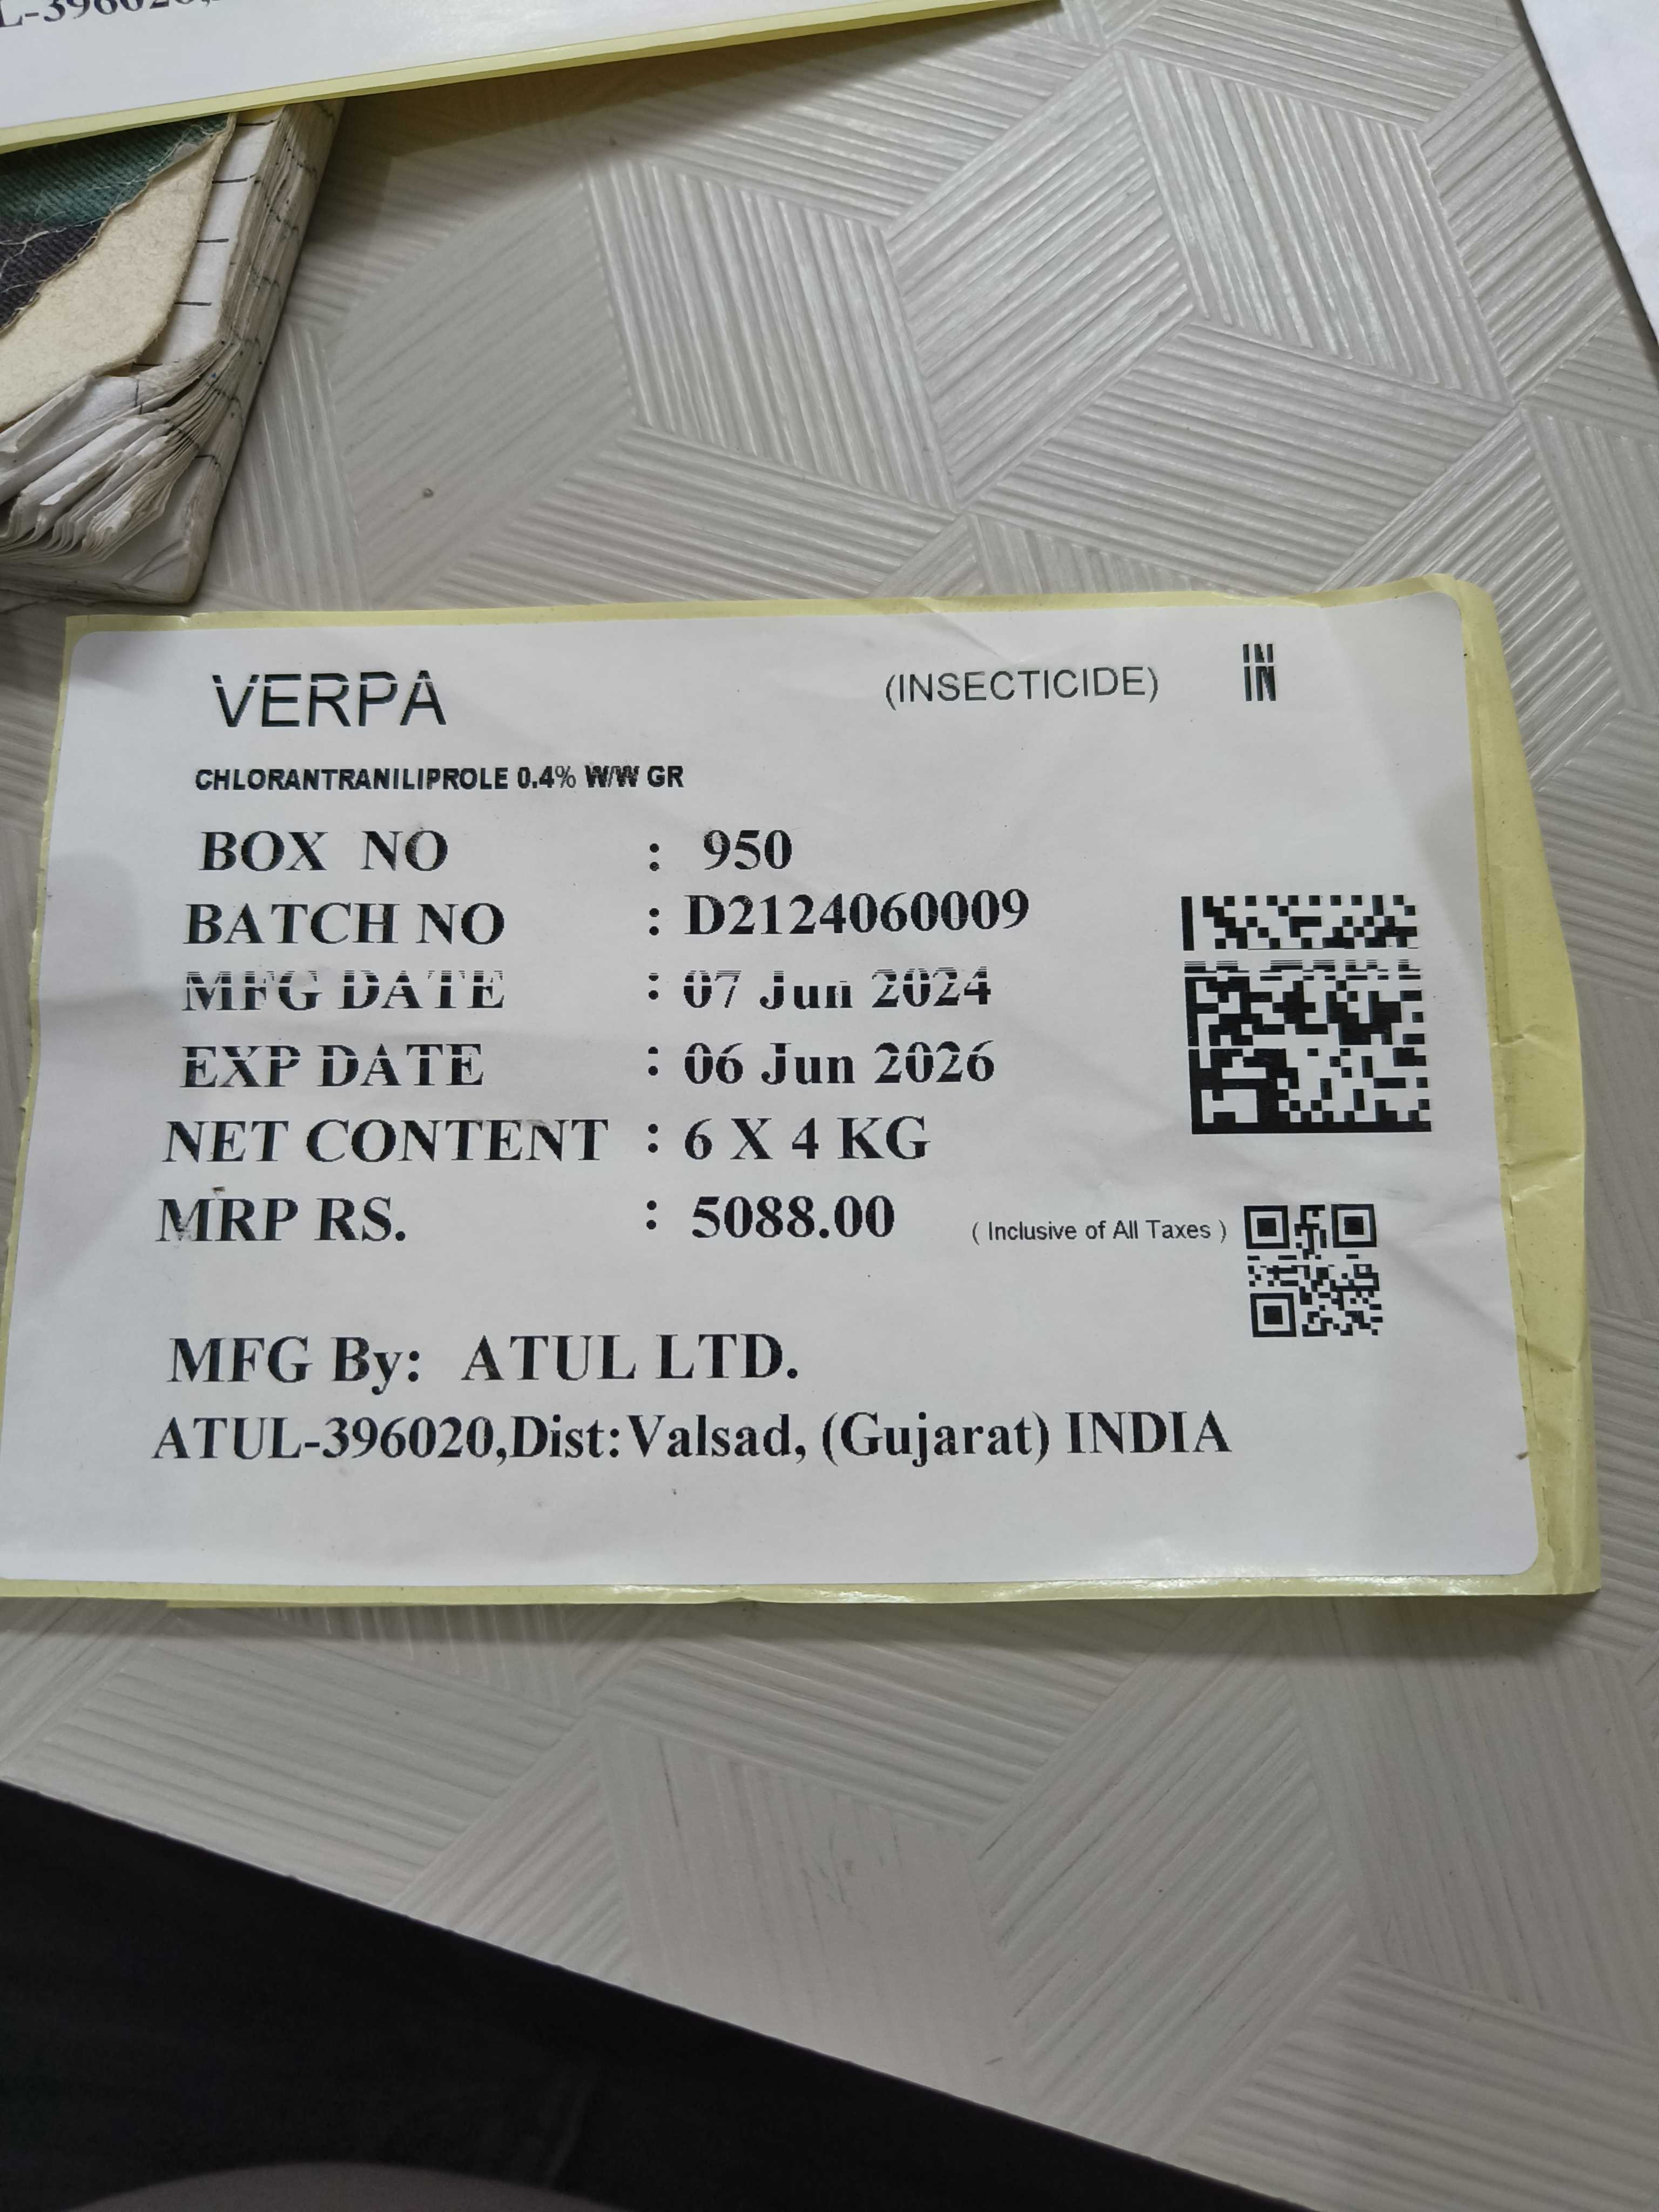 L-396020,
VERPA (INSECTICIDE) IN
CHLORANTRANILIPROLE 0.4% W/W GR
BOX NO : 950
BATCH NO : D2124060009
MFG DATE : 07 Jun 2024
EXP DATE : 06 Jun 2026
NET CONTENT : 6 X 4 KG
MRP RS. : 5088.00 ( Inclusive of All Taxes )
MFG By: ATUL LTD.
ATUL-396020,Dist:Valsad, (Gujarat) INDIA